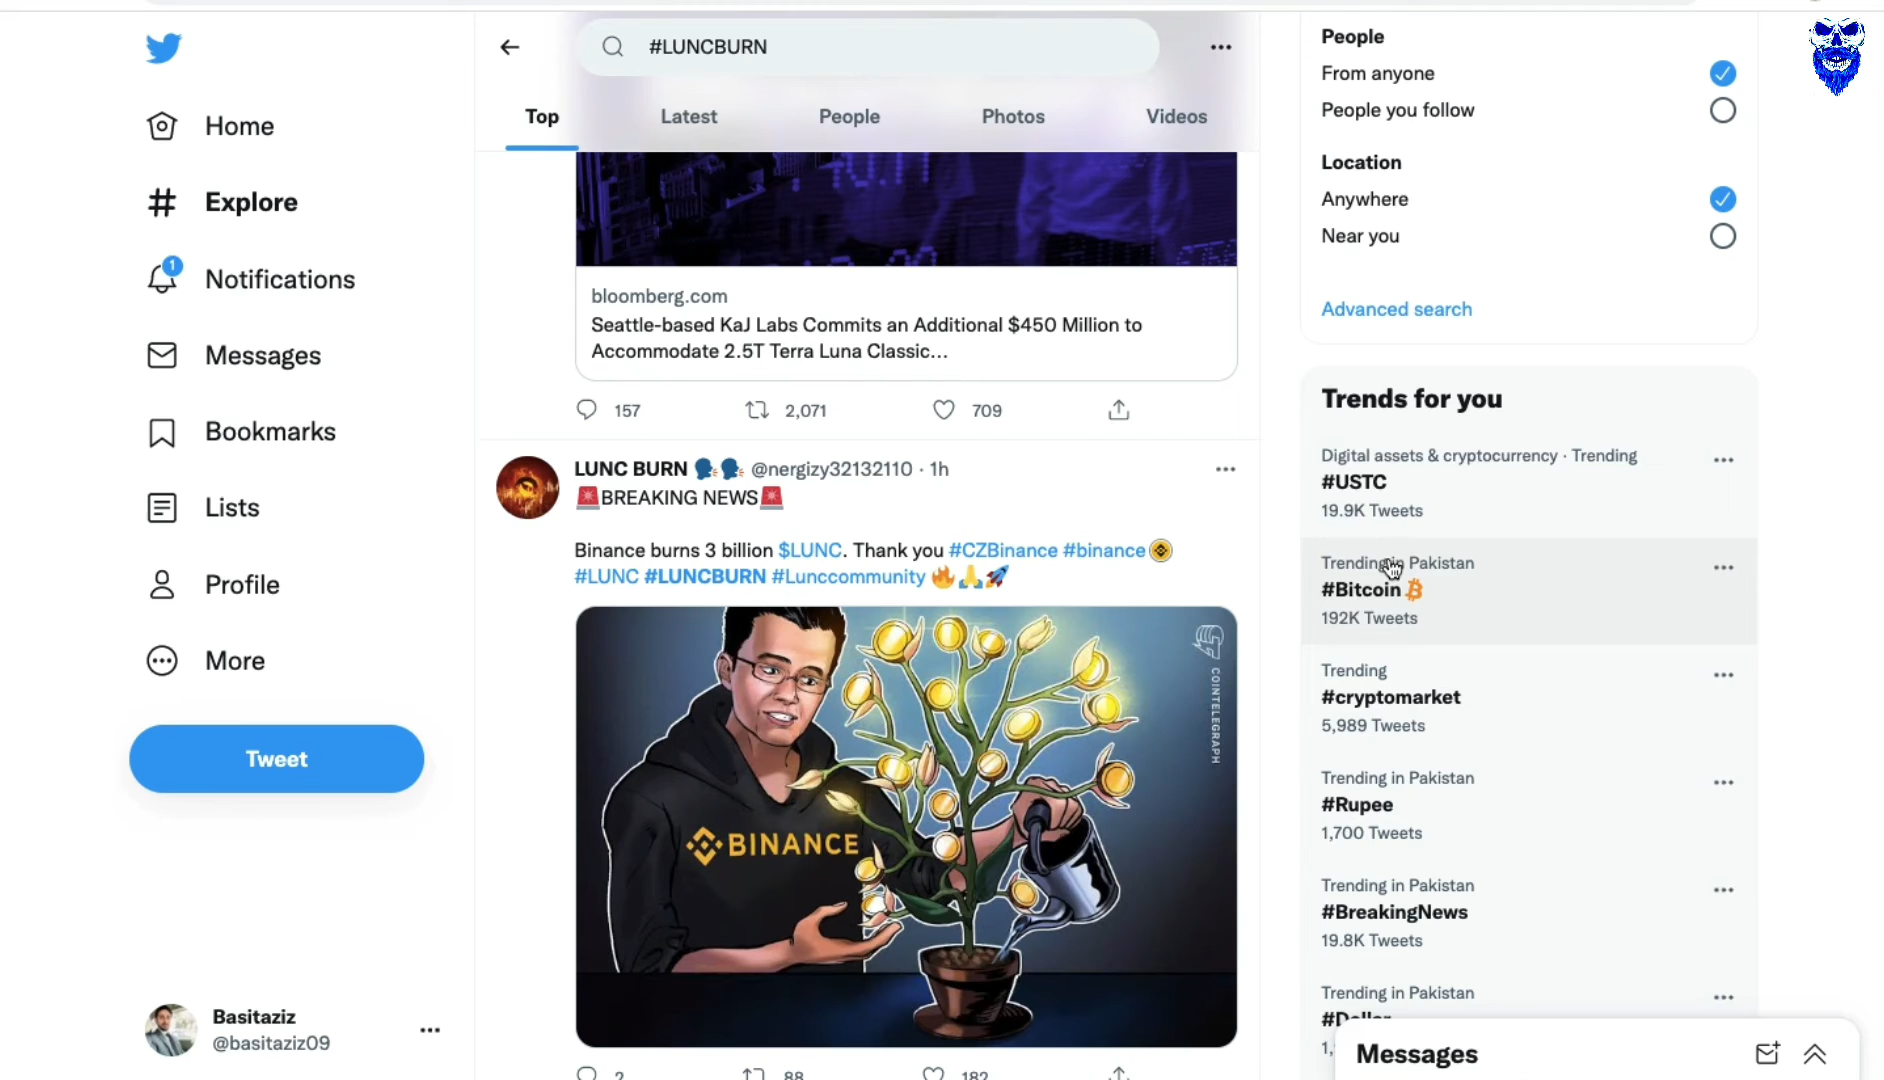 #LUNCBURN
Top
Latest
People
Photos
Videos
Home
Explore
1
Notifications
Messages
Bookmarks
Lists
Profile
More
Tweet
Basitaziz
@basitaziz09
bloomberg.com
Seattle-based KaJ Labs Commits an Additional $450 Million to
Accommodate 2.5T Terra Luna Classic...
157
2,071
709
LUNC BURN 🗣🗣 @nergizy32132110 · 1h
🚨BREAKING NEWS🚨
Binance burns 3 billion $LUNC. Thank you #CZBinance #binance
#LUNC #LUNCBURN #Lunccommunity 🔥🙏🚀
COINTELEGRAPH
BINANCE
2
88
182
People
From anyone
People you follow
Location
Anywhere
Near you
Advanced search
Trends for you
Digital assets & cryptocurrency · Trending
#USTC
19.9K Tweets
Trending in Pakistan
#Bitcoin
192K Tweets
Trending
#cryptomarket
5,989 Tweets
Trending in Pakistan
#Rupee
1,700 Tweets
Trending in Pakistan
#BreakingNews
19.8K Tweets
Trending in Pakistan
#Dollar
Messages